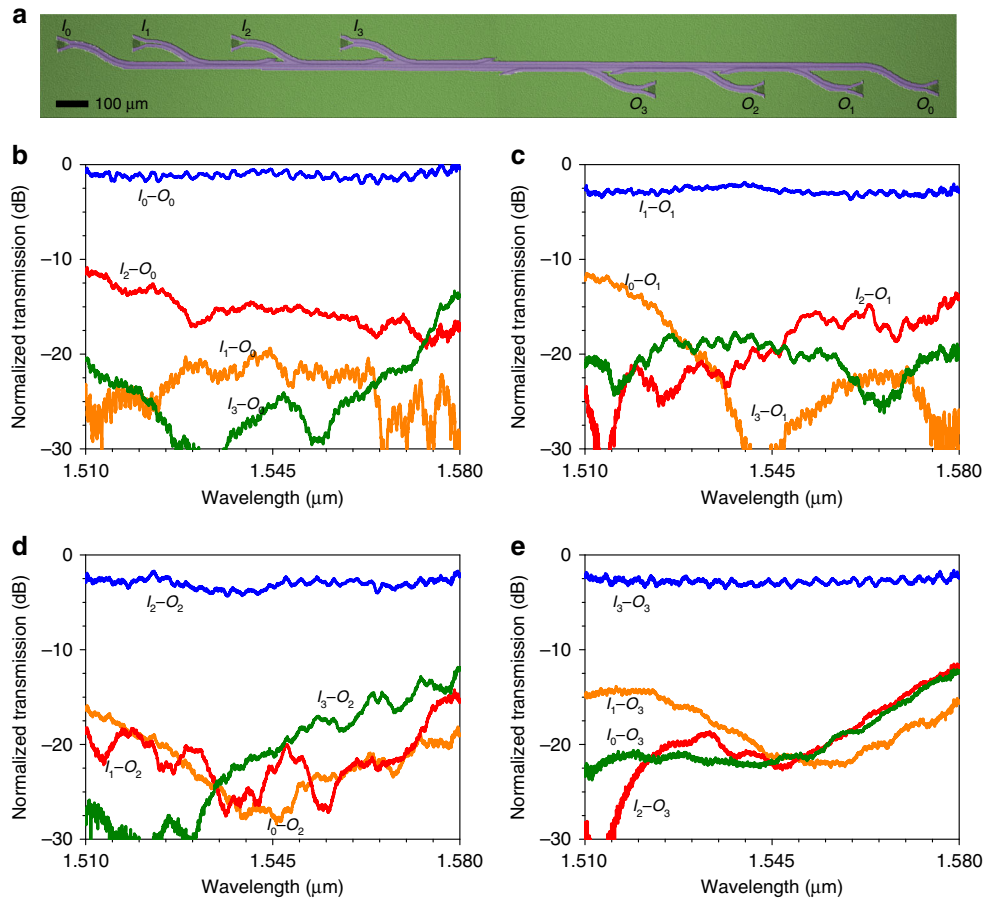 a
I0 I1 I2 I3
100 μm
O3 O2 O1 O0
b
Normalized transmission (dB)
0
−10
−20
−30
I0–O0
I2–O0
I1–O0
I3–O0
1.510 1.545 1.580
Wavelength (μm)
c
Normalized transmission (dB)
0
−10
−20
−30
I1–O1
I0–O1
I2–O1
I3–O1
1.510 1.545 1.580
Wavelength (μm)
d
Normalized transmission (dB)
0
−10
−20
−30
I2–O2
I3–O2
I1–O2
I0–O2
1.510 1.545 1.580
Wavelength (μm)
e
Normalized transmission (dB)
0
−10
−20
−30
I3–O3
I1–O3
I0–O3
I2–O3
1.510 1.545 1.580
Wavelength (μm)